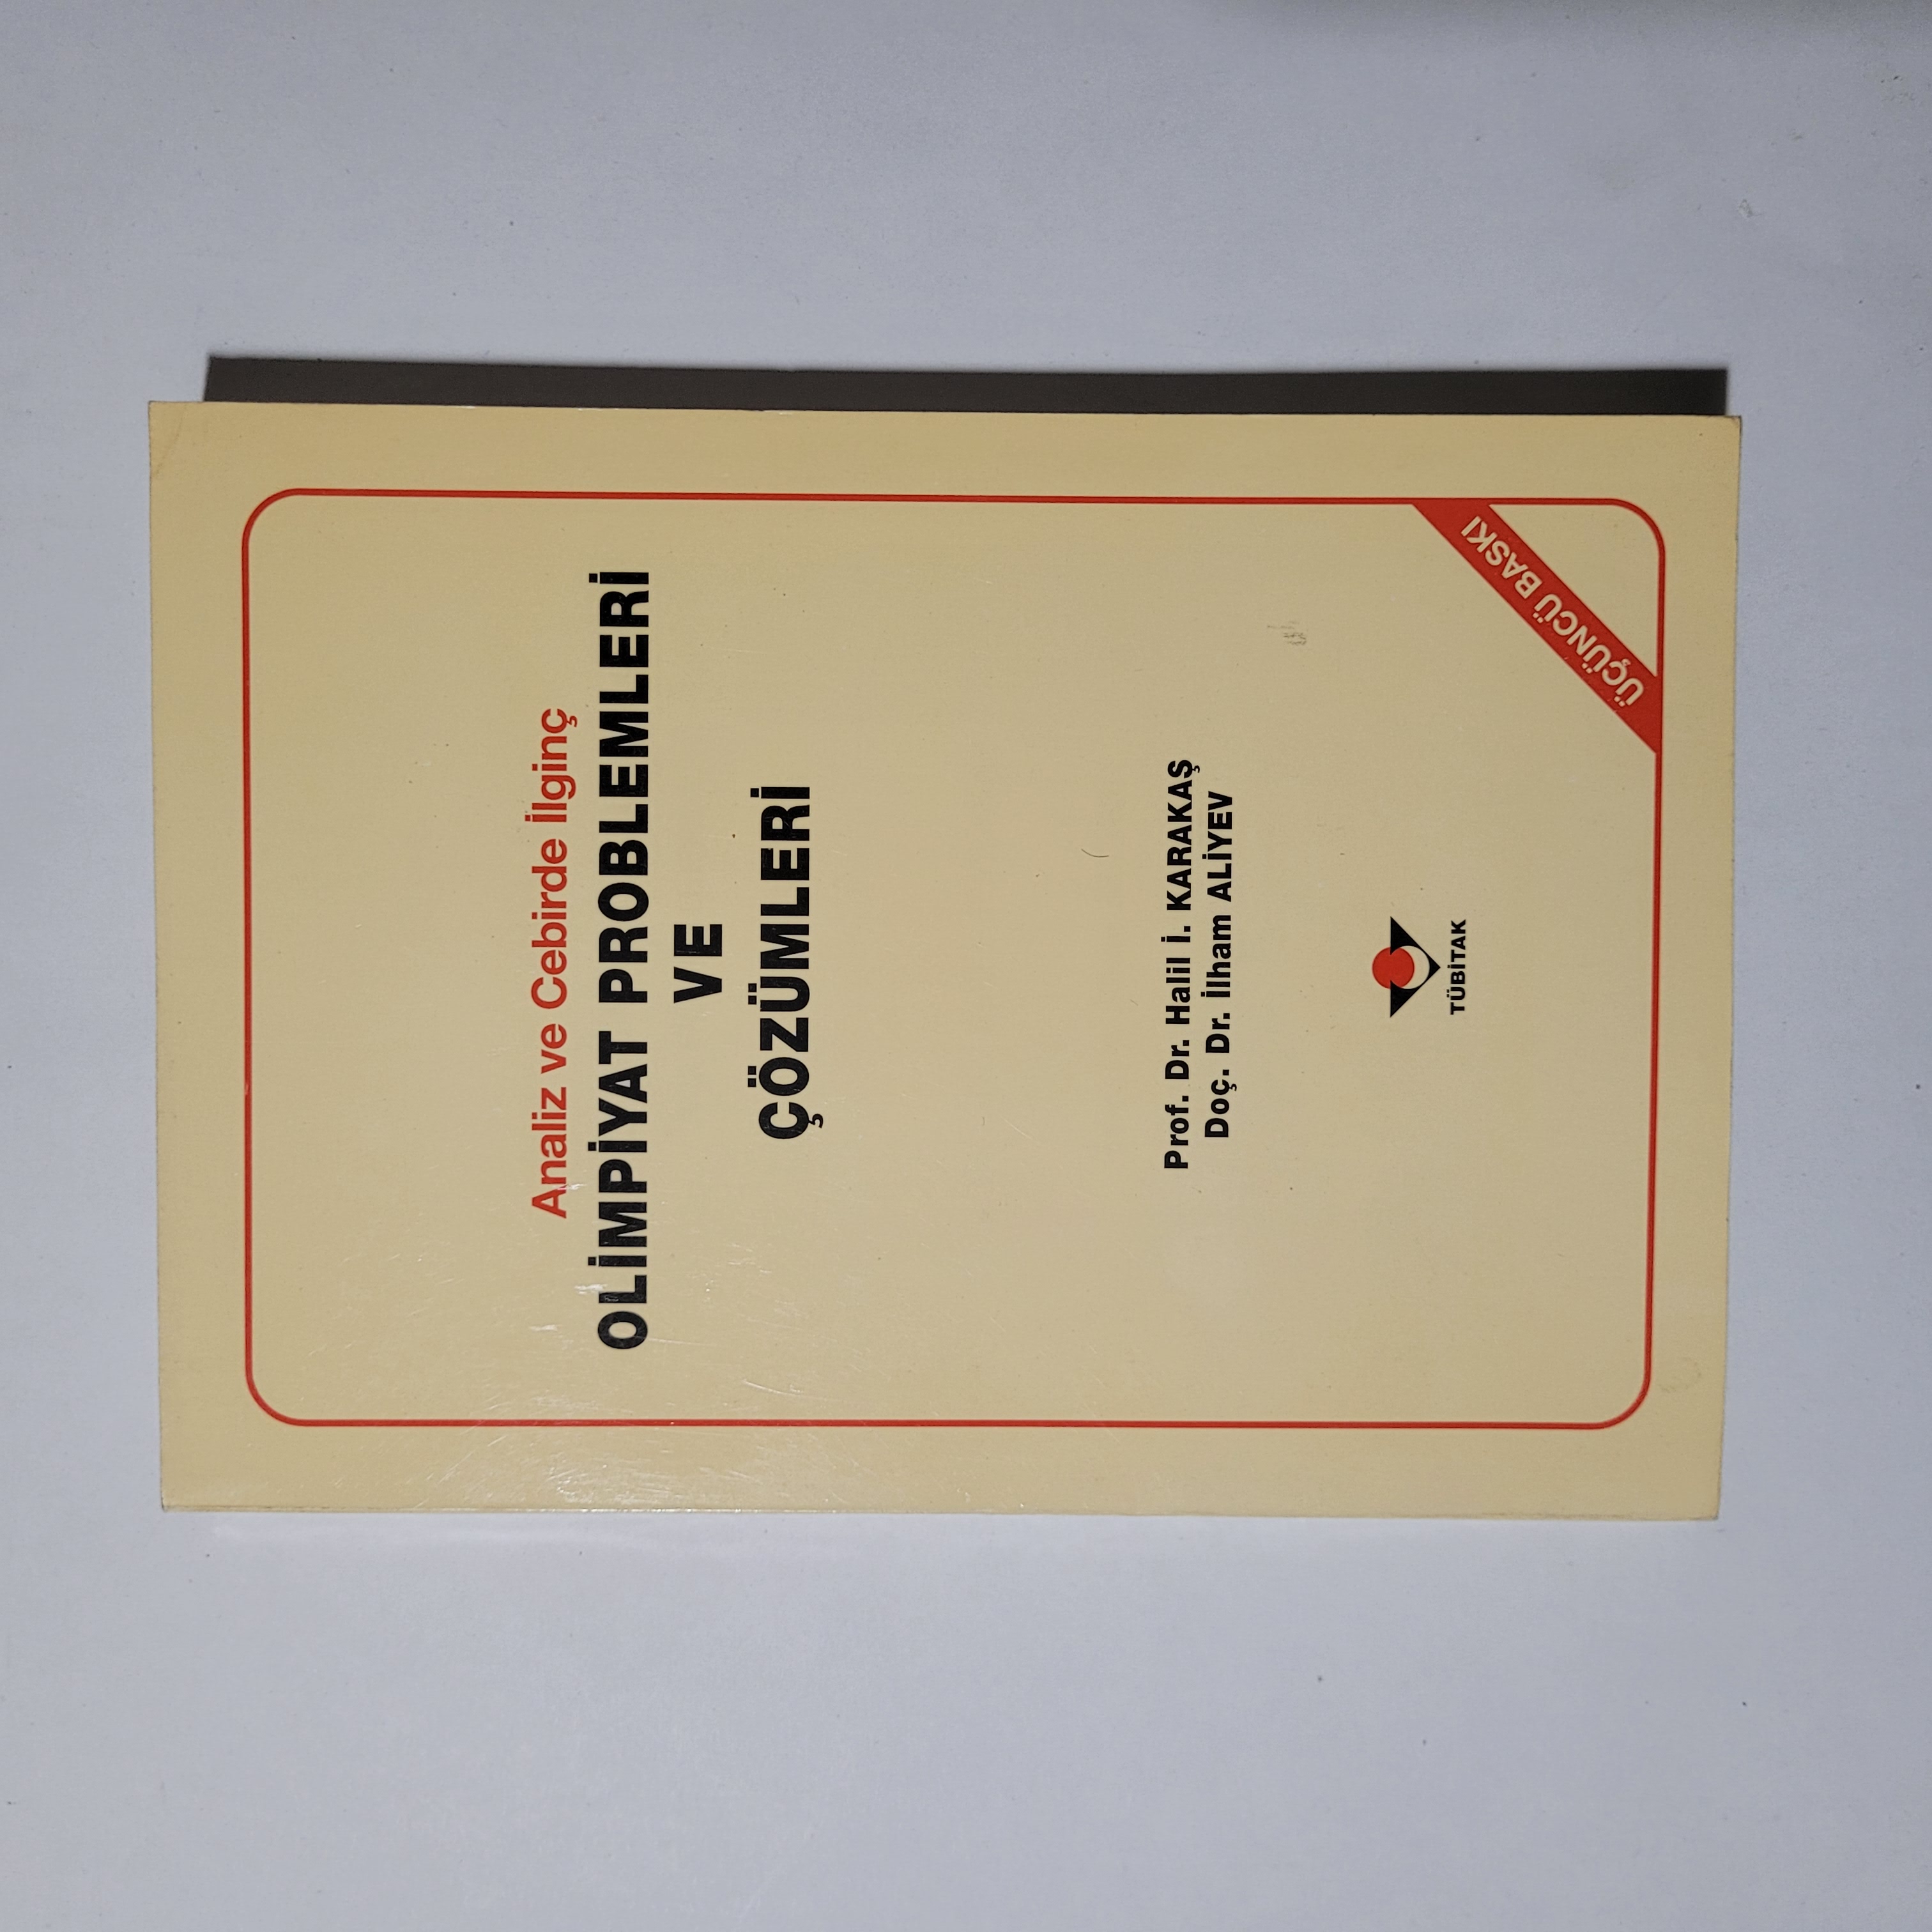 Analiz ve Cebirde İlginç
OLİMPİYAT PROBLEMLERİ
VE
ÇÖZÜMLERİ
Prof. Dr. Halil İ. KARAKAŞ
Doç. Dr. İlham ALİYEV
TÜBİTAK
ÜÇÜNCÜ BASKI